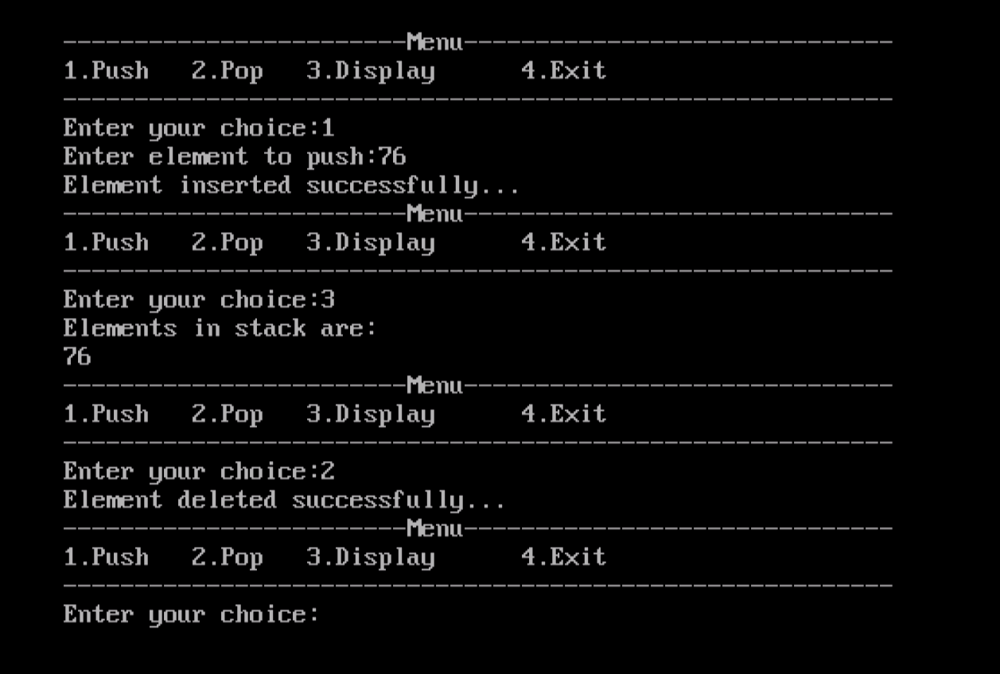 ------------------------Menu------------------------------
1.Push   2.Pop   3.Display      4.Exit
----------------------------------------------------------
Enter your choice:1
Enter element to push:76
Element inserted successfully...
------------------------Menu------------------------------
1.Push   2.Pop   3.Display      4.Exit
----------------------------------------------------------
Enter your choice:3
Elements in stack are:
76
------------------------Menu------------------------------
1.Push   2.Pop   3.Display      4.Exit
----------------------------------------------------------
Enter your choice:2
Element deleted successfully...
------------------------Menu------------------------------
1.Push   2.Pop   3.Display      4.Exit
----------------------------------------------------------
Enter your choice: